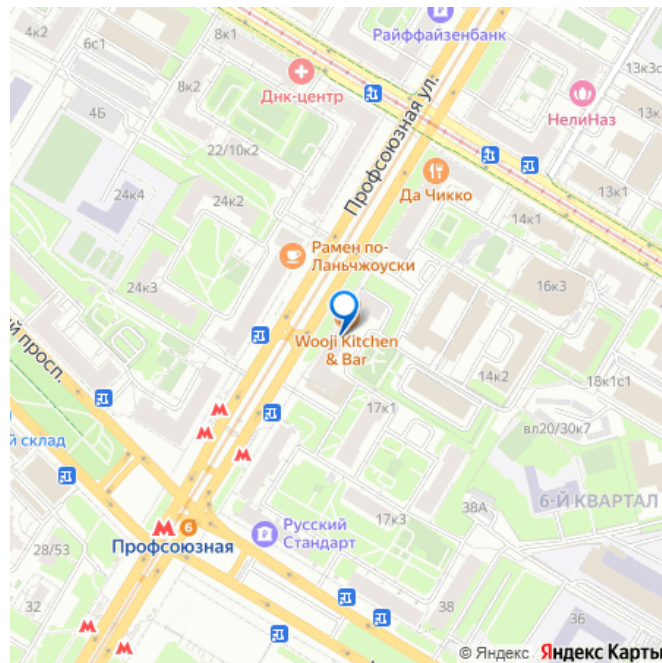 4к2
6с1
8к1
Райффайзенбанк
13к3с
8к2
Днк-центр
НелиНаз
13к
4Б
Профсоюзная ул.
22/10к2
24к4
24к2
Да Чикко
13к1
14к1
Рамен по-
Ланьчжоуски
16к3
24к3
й просп.
Wooji Kitchen
& Bar
14к2
18к1с1
17к1
вл20/30к7
й склад
38А
6-Й КВАРТАЛ
6
Профсоюзная
Русский
Стандарт
17к3
28/53
32
38
36
© Яндекс Яндекс Карты